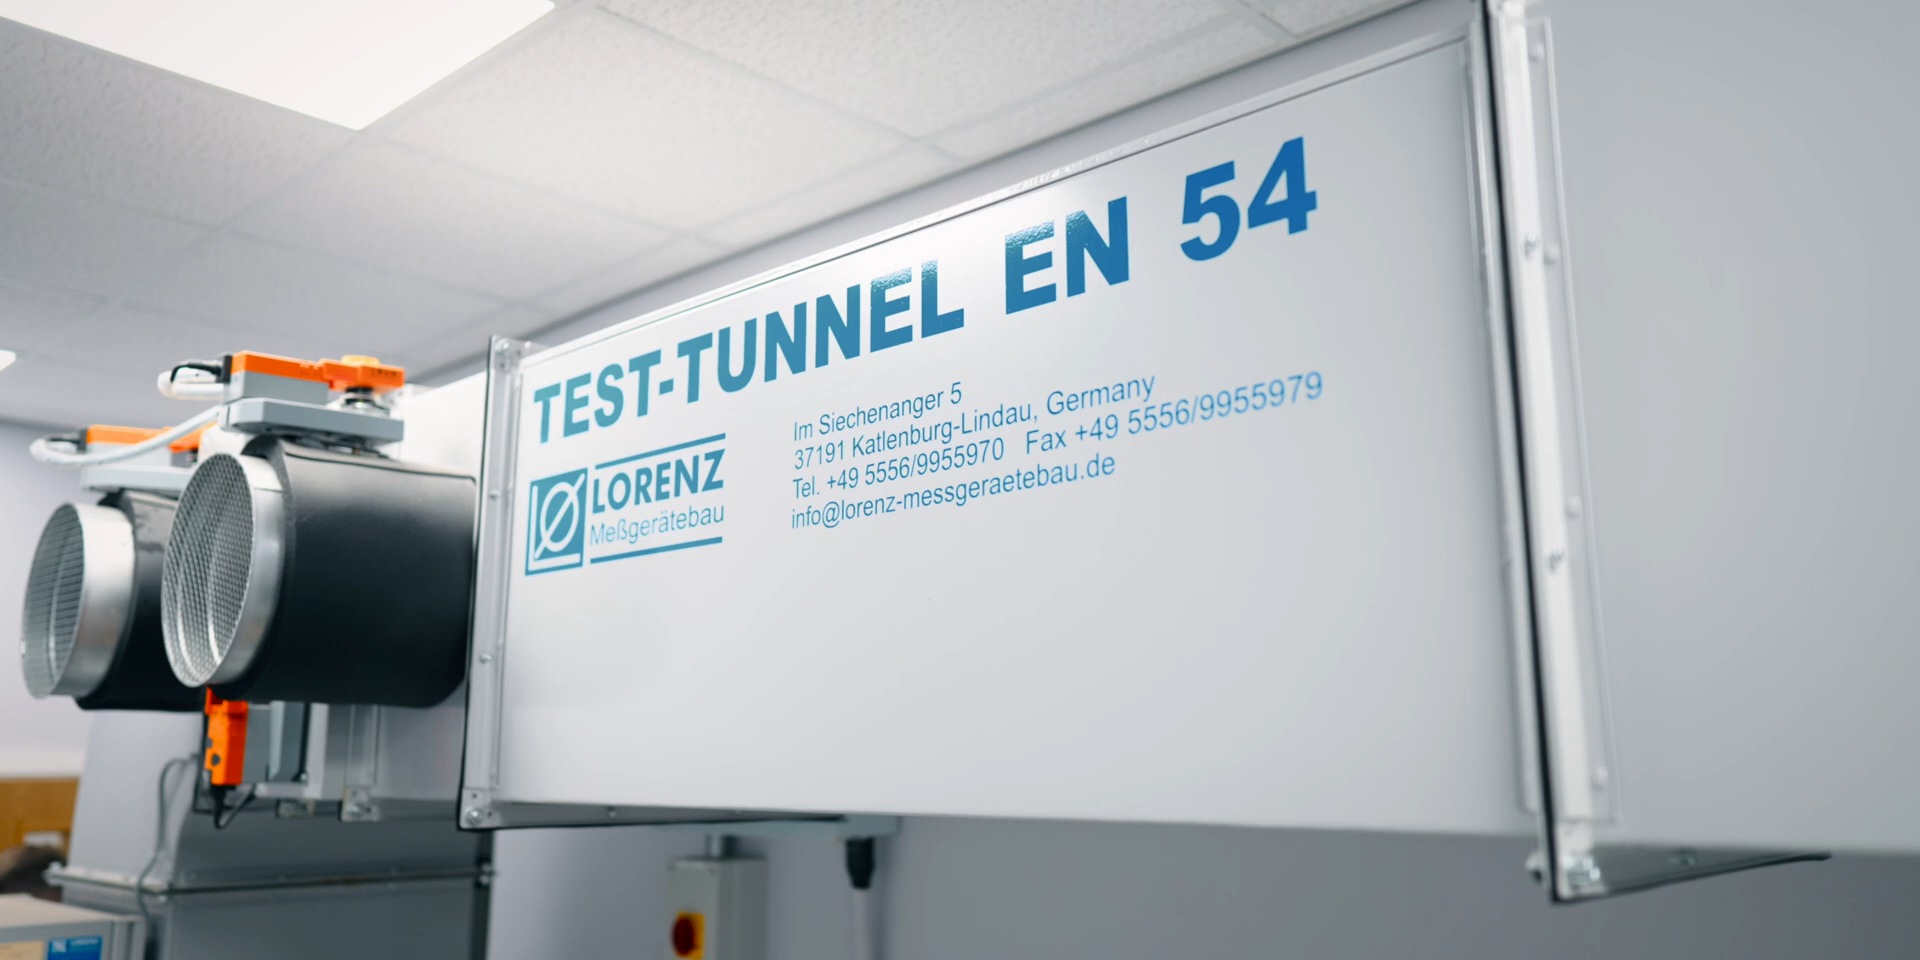 TEST-TUNNEL EN 54
LORENZ
Meßgerätebau
Im Siechenanger 5
37191 Katlenburg-Lindau, Germany
Tel. +49 5556/9955970 Fax +49 5556/9955979
info@lorenz-messgeraetebau.de